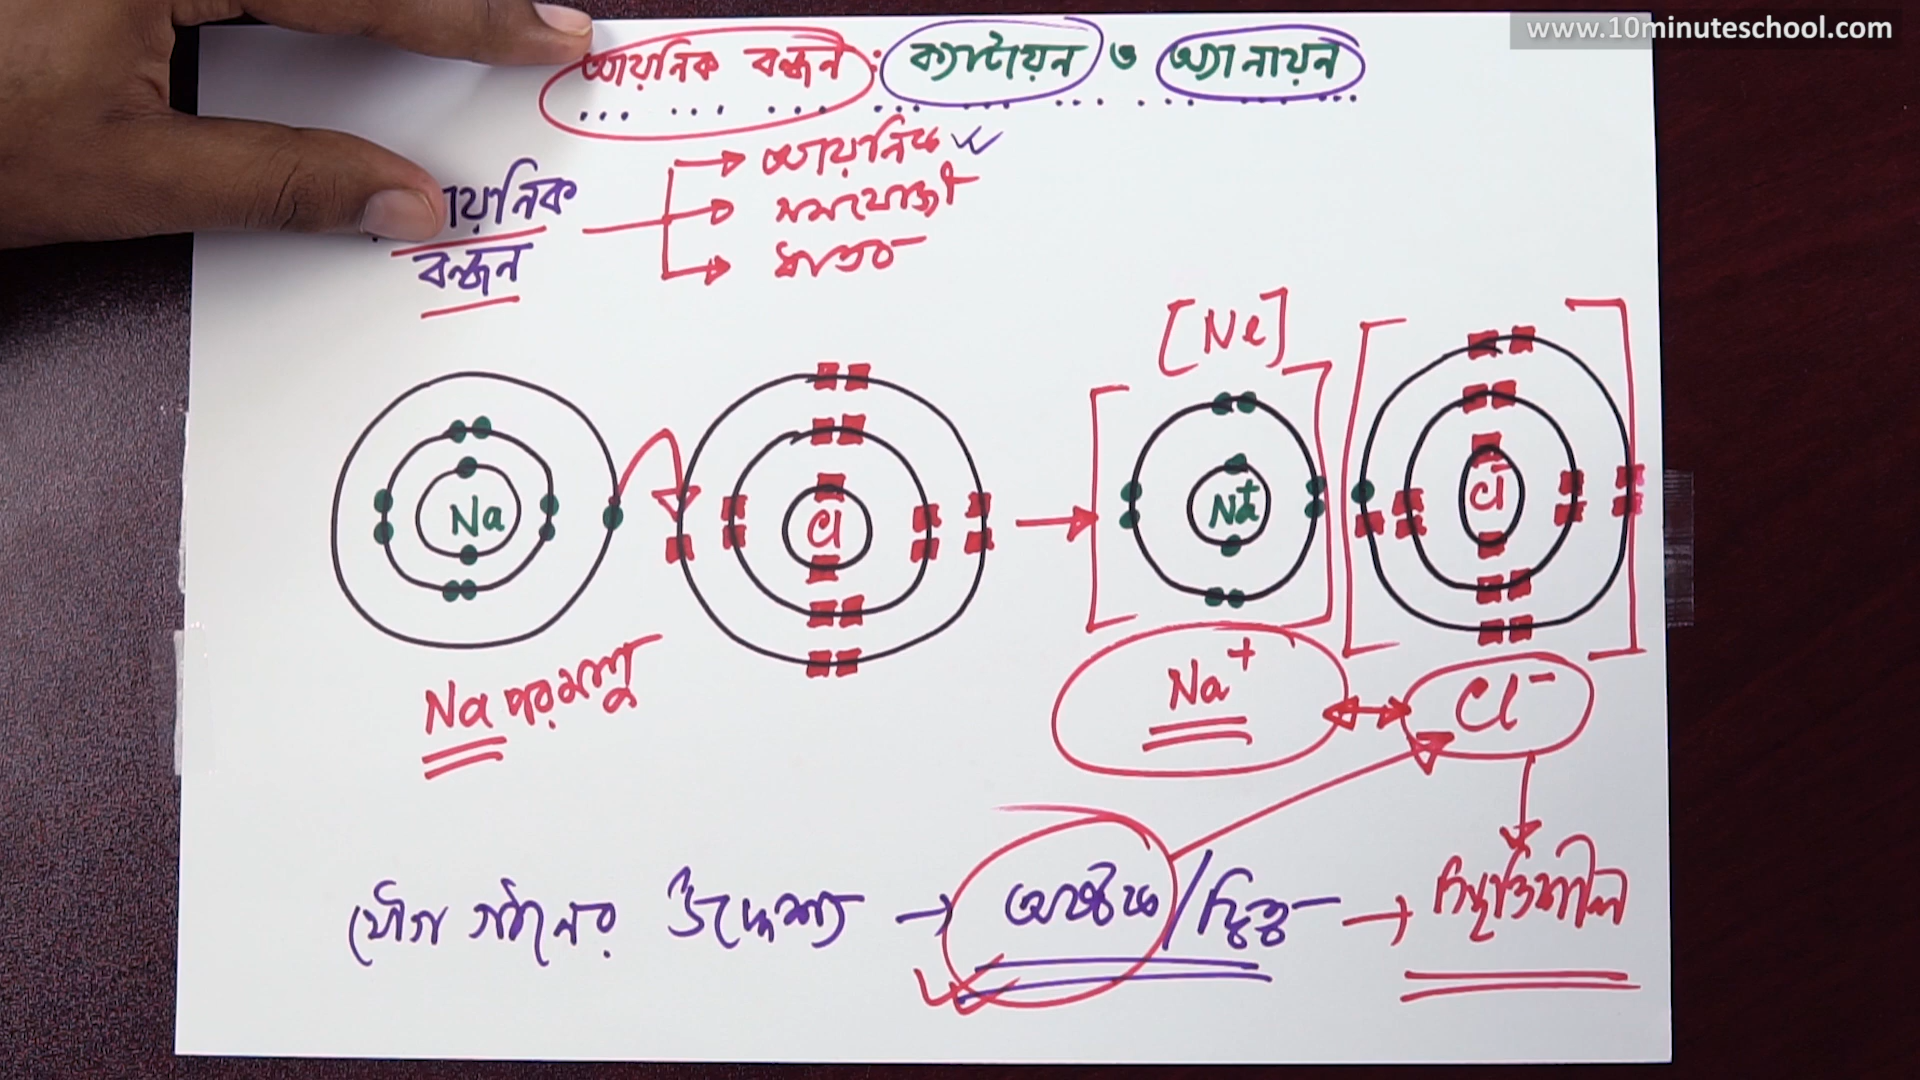 www.10minuteschool.com
আয়নিক বন্ধন : ক্যাটায়ন ও অ্যানায়ন
আয়নিক
সমযোজী
ধাতব
য়নিক
বন্ধন
[Ne]
Na
Cl
Na+
Cl-
Na পরমাণু
Na+
Cl-
যৌগ গঠনের উদ্দেশ্য → অষ্টক / দ্বিত্ব → স্থিতিশীল